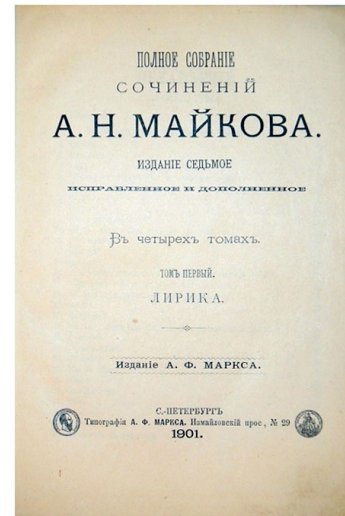 ПОЛНОЕ СОБРАНІЕ
СОЧИНЕНІЙ
А. Н. МАЙКОВА.
ИЗДАНІЕ СЕДЬМОЕ
ИСПРАВЛЕННОЕ И ДОПОЛНЕННОЕ
Въ четырехъ томахъ.
ТОМЪ ПЕРВЫЙ.
ЛИРИКА.
Изданіе А. Ф. МАРКСА.
С.-ПЕТЕРБУРГЪ
Типографія А. Ф. МАРКСА. Измайловскій прос., № 29
1901.